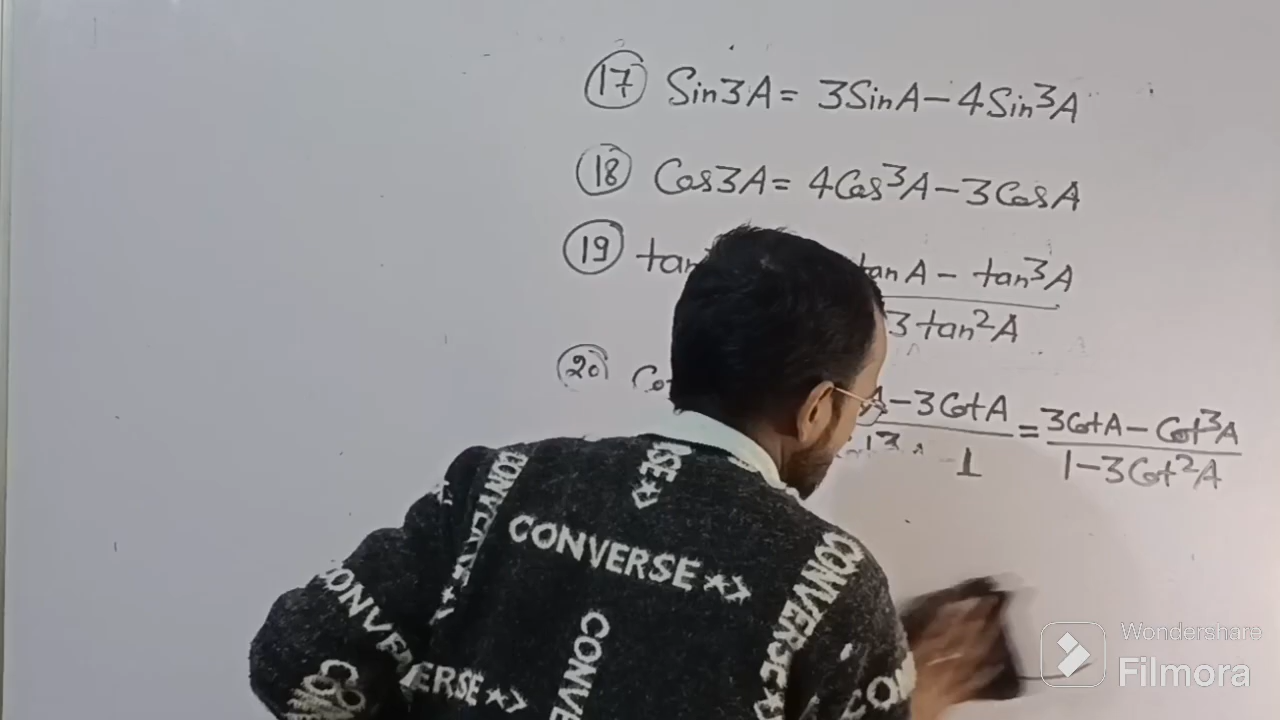 17 Sin3A = 3SinA - 4Sin³A
18 Cos3A = 4Cos³A - 3CosA
19 tan tanA - tan³A
3tan²A
20 Cot A - 3CotA = 3CotA - Cot³A
1 1 - 3Cot²A
CONVERSE
CONVERSE
CONVERSE
CONVERSE
Wondershare
Filmora